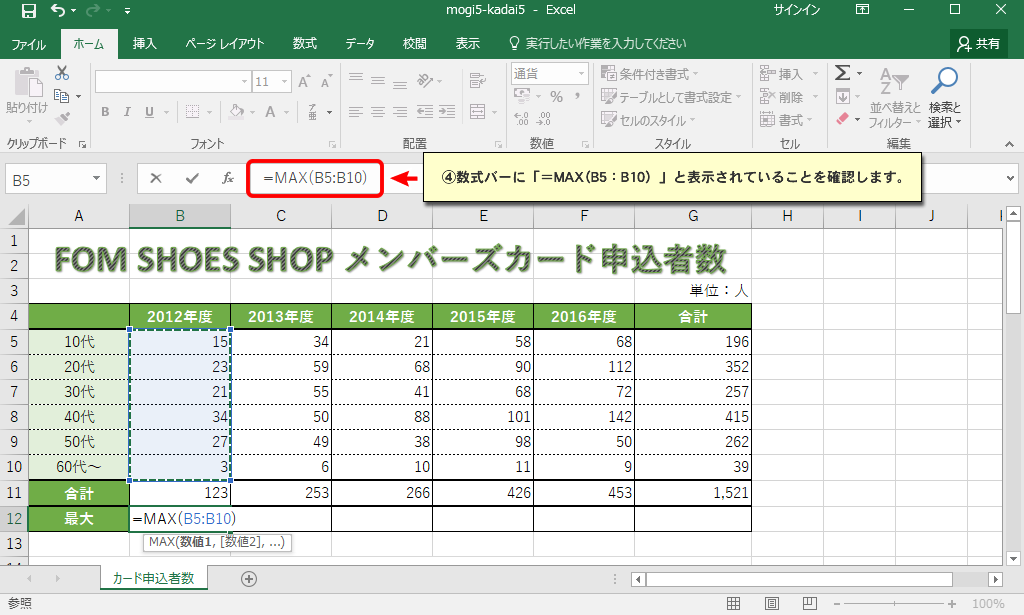 mogi5-kadai5 - Excel サインイン
ファイル ホーム 挿入 ページ レイアウト 数式 データ 校閲 表示 実行したい作業を入力してください 共有
貼り付け
11 A A
B I U A
通貨
% ,
条件付き書式
テーブルとして書式設定
セルのスタイル
挿入
削除
書式
並べ替えと
フィルター
検索と
選択
クリップボード フォント 配置 数値 スタイル セル 編集
B5 fx =MAX(B5:B10)
④数式バーに「＝MAX(B5：B10）」と表示されていることを確認します。
A B C D E F G H I J
1
2 FOM SHOES SHOP メンバーズカード申込者数
3 単位：人
4 2012年度 2013年度 2014年度 2015年度 2016年度 合計
5 10代 15 34 21 58 68 196
6 20代 23 59 68 90 112 352
7 30代 21 55 41 68 72 257
8 40代 34 50 88 101 142 415
9 50代 27 49 38 98 50 262
10 60代～ 3 6 10 11 9 39
11 合計 123 253 266 426 453 1,521
12 最大 =MAX(B5:B10)
13 MAX(数値1, [数値2], ...)
カード申込者数
参照 100%